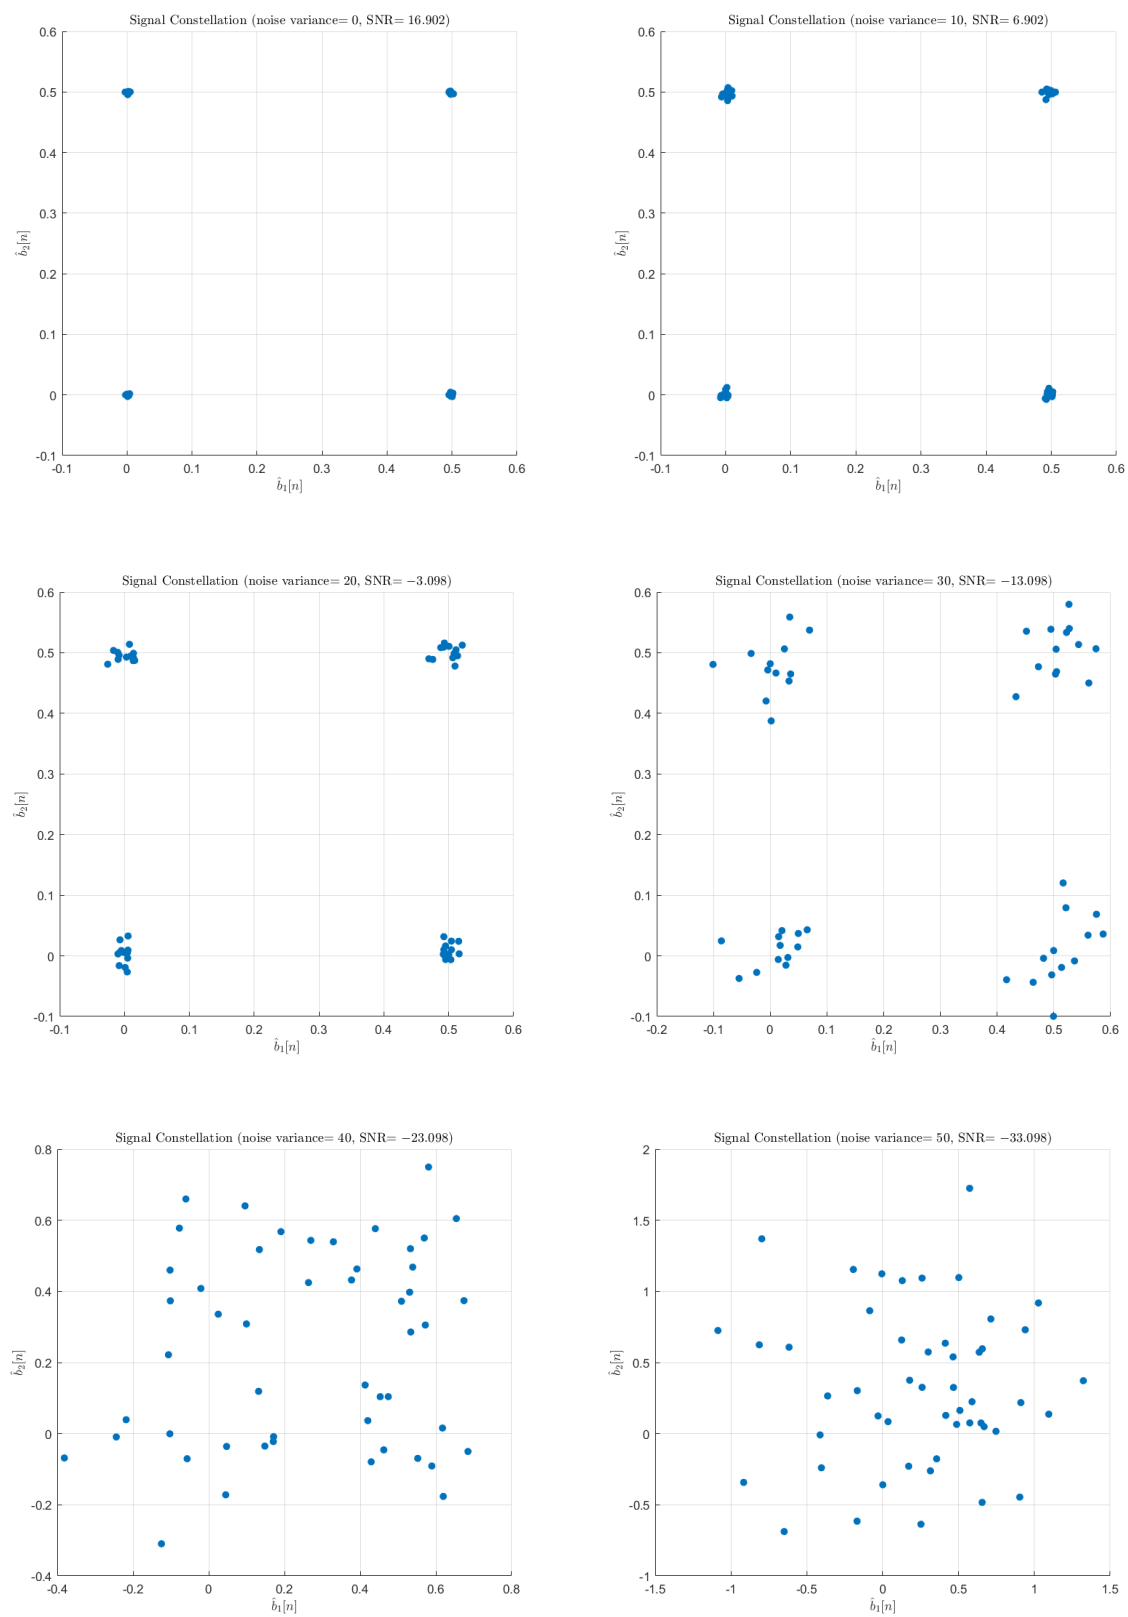 Signal Constellation (noise variance= 0, SNR= 16.902)
0.6
0.5
0.4
0.3
0.2
0.1
0
-0.1
-0.1 0 0.1 0.2 0.3 0.4 0.5 0.6
b̂₂[n]
b̂₁[n]
Signal Constellation (noise variance= 10, SNR= 6.902)
0.6
0.5
0.4
0.3
0.2
0.1
0
-0.1
-0.1 0 0.1 0.2 0.3 0.4 0.5 0.6
b̂₂[n]
b̂₁[n]
Signal Constellation (noise variance= 20, SNR= −3.098)
0.6
0.5
0.4
0.3
0.2
0.1
0
-0.1
-0.1 0 0.1 0.2 0.3 0.4 0.5 0.6
b̂₂[n]
b̂₁[n]
Signal Constellation (noise variance= 30, SNR= −13.098)
0.6
0.5
0.4
0.3
0.2
0.1
0
-0.1
-0.2 -0.1 0 0.1 0.2 0.3 0.4 0.5 0.6
b̂₂[n]
b̂₁[n]
Signal Constellation (noise variance= 40, SNR= −23.098)
0.8
0.6
0.4
0.2
0
-0.2
-0.4
-0.4 -0.2 0 0.2 0.4 0.6 0.8
b̂₂[n]
b̂₁[n]
Signal Constellation (noise variance= 50, SNR= −33.098)
2
1.5
1
0.5
0
-0.5
-1
-1.5 -1 -0.5 0 0.5 1 1.5
b̂₂[n]
b̂₁[n]